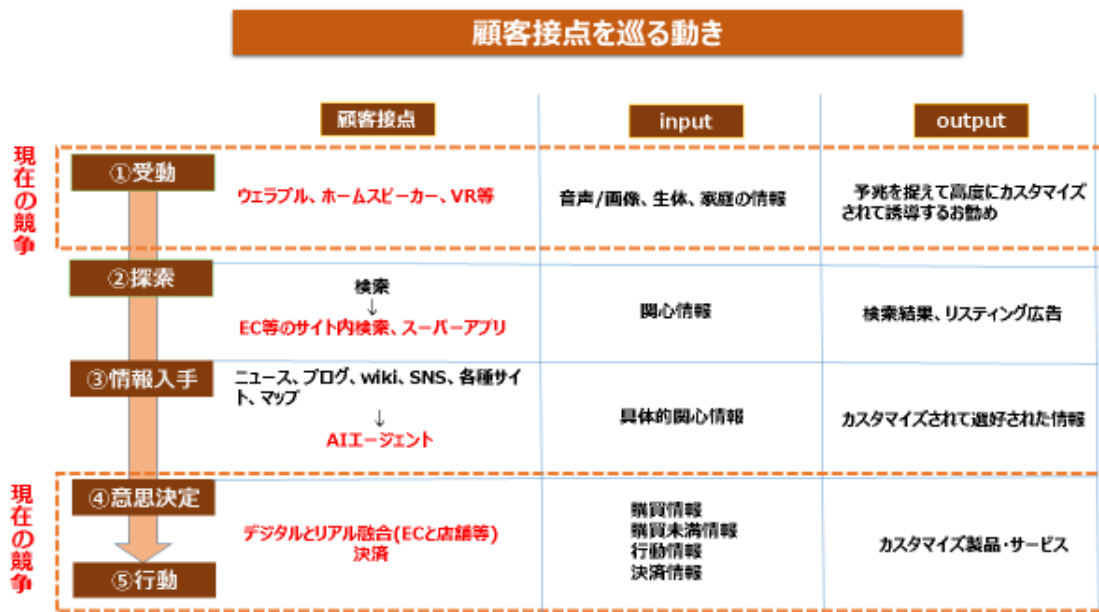 顧客接点を巡る動き
顧客接点
input
output
現在の競争
①受動
ウェラブル、ホームスピーカー、VR等
音声/画像、生体、家庭の情報
予兆を捉えて高度にカスタマイズ
されて誘導するお勧め
②探索
検索
↓
EC等のサイト内検索、スーパーアプリ
関心情報
検索結果、リスティング広告
③情報入手
ニュース、ブログ、wiki、SNS、各種サイ
ト、マップ
↓
AIエージェント
具体的関心情報
カスタマイズされて選好された情報
現在の競争
④意思決定
⑤行動
デジタルとリアル融合(ECと店舗等)
決済
購買情報
購買未満情報
行動情報
決済情報
カスタマイズ製品・サービス